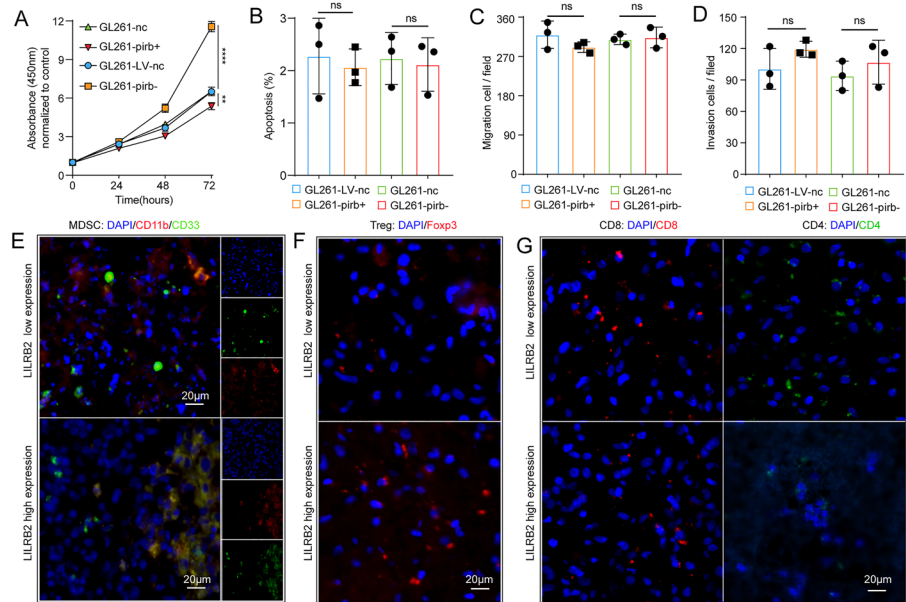 A
Absorbance (450nm)
normalized to control
15
12
9
6
3
0
0
24
48
72
Time(hours)
GL261-nc
GL261-pirb+
GL261-LV-nc
GL261-pirb-
****
**
B
Apoptosis (%)
3
2
1
0
ns
ns
GL261-LV-nc
GL261-nc
GL261-pirb+
GL261-pirb-
C
Migration cell / field
360
270
180
90
0
ns
ns
GL261-LV-nc
GL261-nc
GL261-pirb+
GL261-pirb-
D
Invasion cells / filed
150
120
90
60
30
0
ns
ns
GL261-LV-nc
GL261-nc
GL261-pirb+
GL261-pirb-
E
MDSC: DAPI/CD11b/CD33
LILRB2 low expression
20μm
LILRB2 high expression
20μm
F
Treg: DAPI/Foxp3
LILRB2 low expression
20μm
LILRB2 high expression
20μm
G
CD8: DAPI/CD8
CD4: DAPI/CD4
LILRB2 low expression
20μm
LILRB2 high expression
20μm